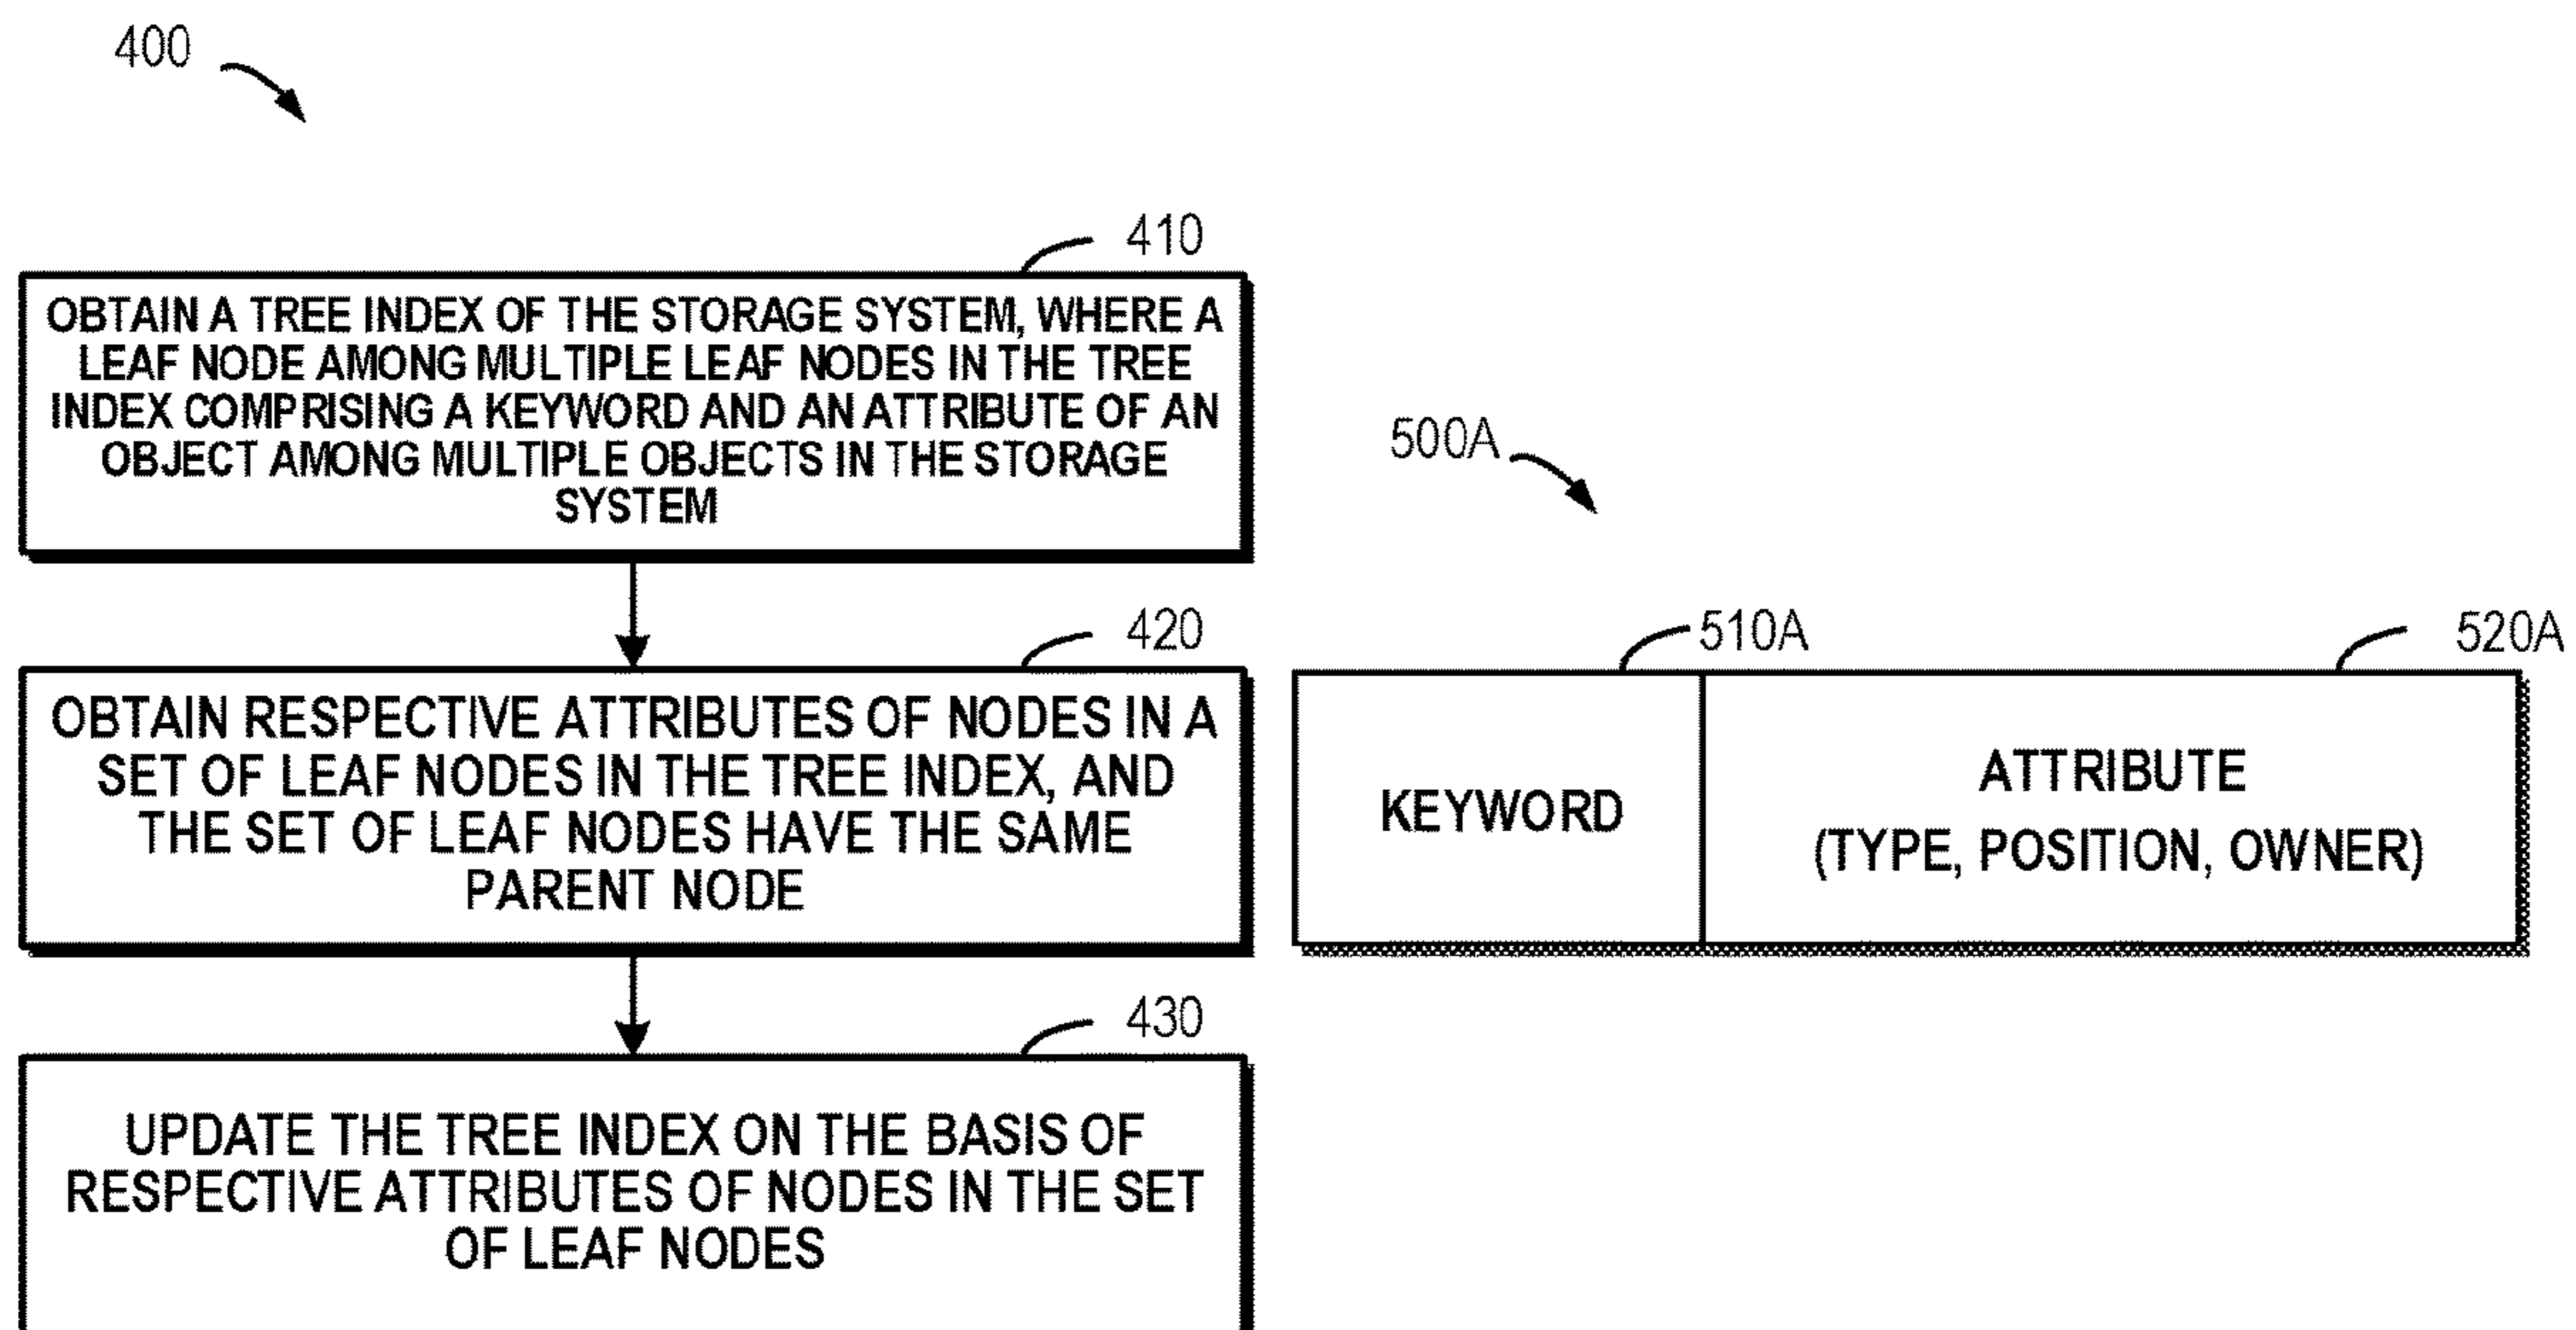 400
410
OBTAIN A TREE INDEX OF THE STORAGE SYSTEM, WHERE A
LEAF NODE AMONG MULTIPLE LEAF NODES IN THE TREE
INDEX COMPRISING A KEYWORD AND AN ATTRIBUTE OF AN
OBJECT AMONG MULTIPLE OBJECTS IN THE STORAGE
SYSTEM
420
OBTAIN RESPECTIVE ATTRIBUTES OF NODES IN A
SET OF LEAF NODES IN THE TREE INDEX, AND
THE SET OF LEAF NODES HAVE THE SAME
PARENT NODE
430
UPDATE THE TREE INDEX ON THE BASIS OF
RESPECTIVE ATTRIBUTES OF NODES IN THE SET
OF LEAF NODES
500A
510A
520A
KEYWORD
ATTRIBUTE
(TYPE, POSITION, OWNER)